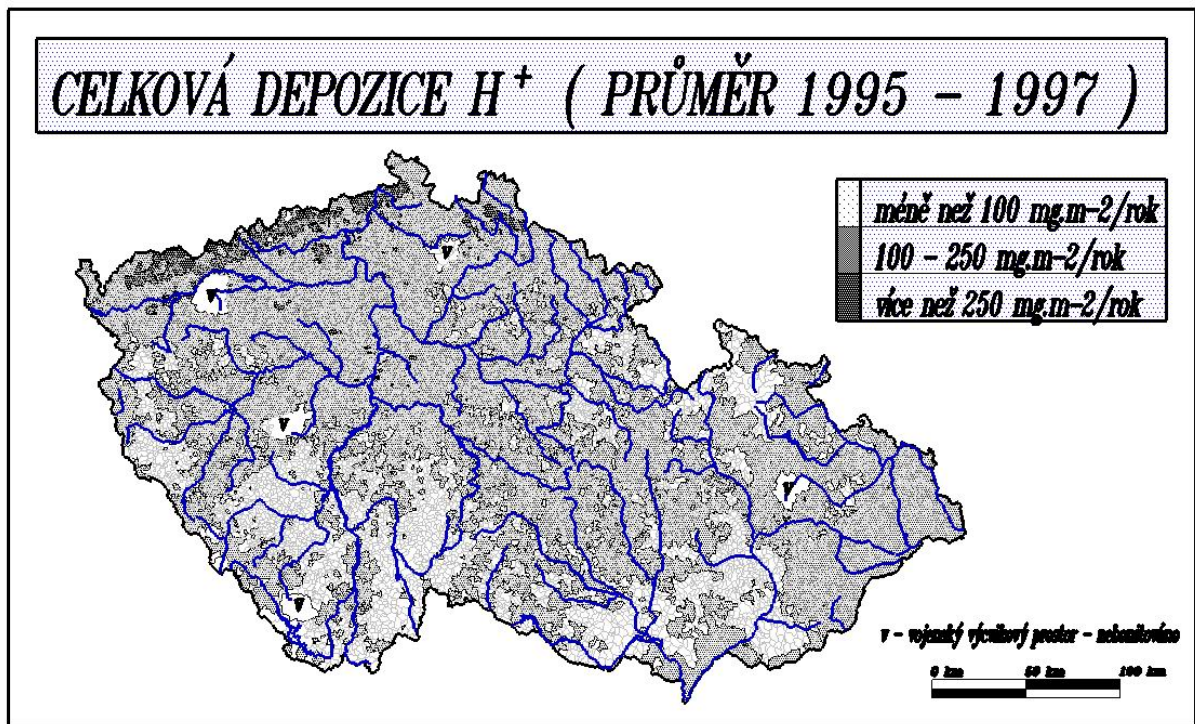 CELKOVÁ DEPOZICE H⁺ ( PRŮMĚR 1995 - 1997 )
méně než 100 mg.m-2/rok
100 - 250 mg.m-2/rok
více než 250 mg.m-2/rok
v
v
v
v
v
v - vojenský výcvikový prostor - nebonitováno
0 km 50 km 100 km